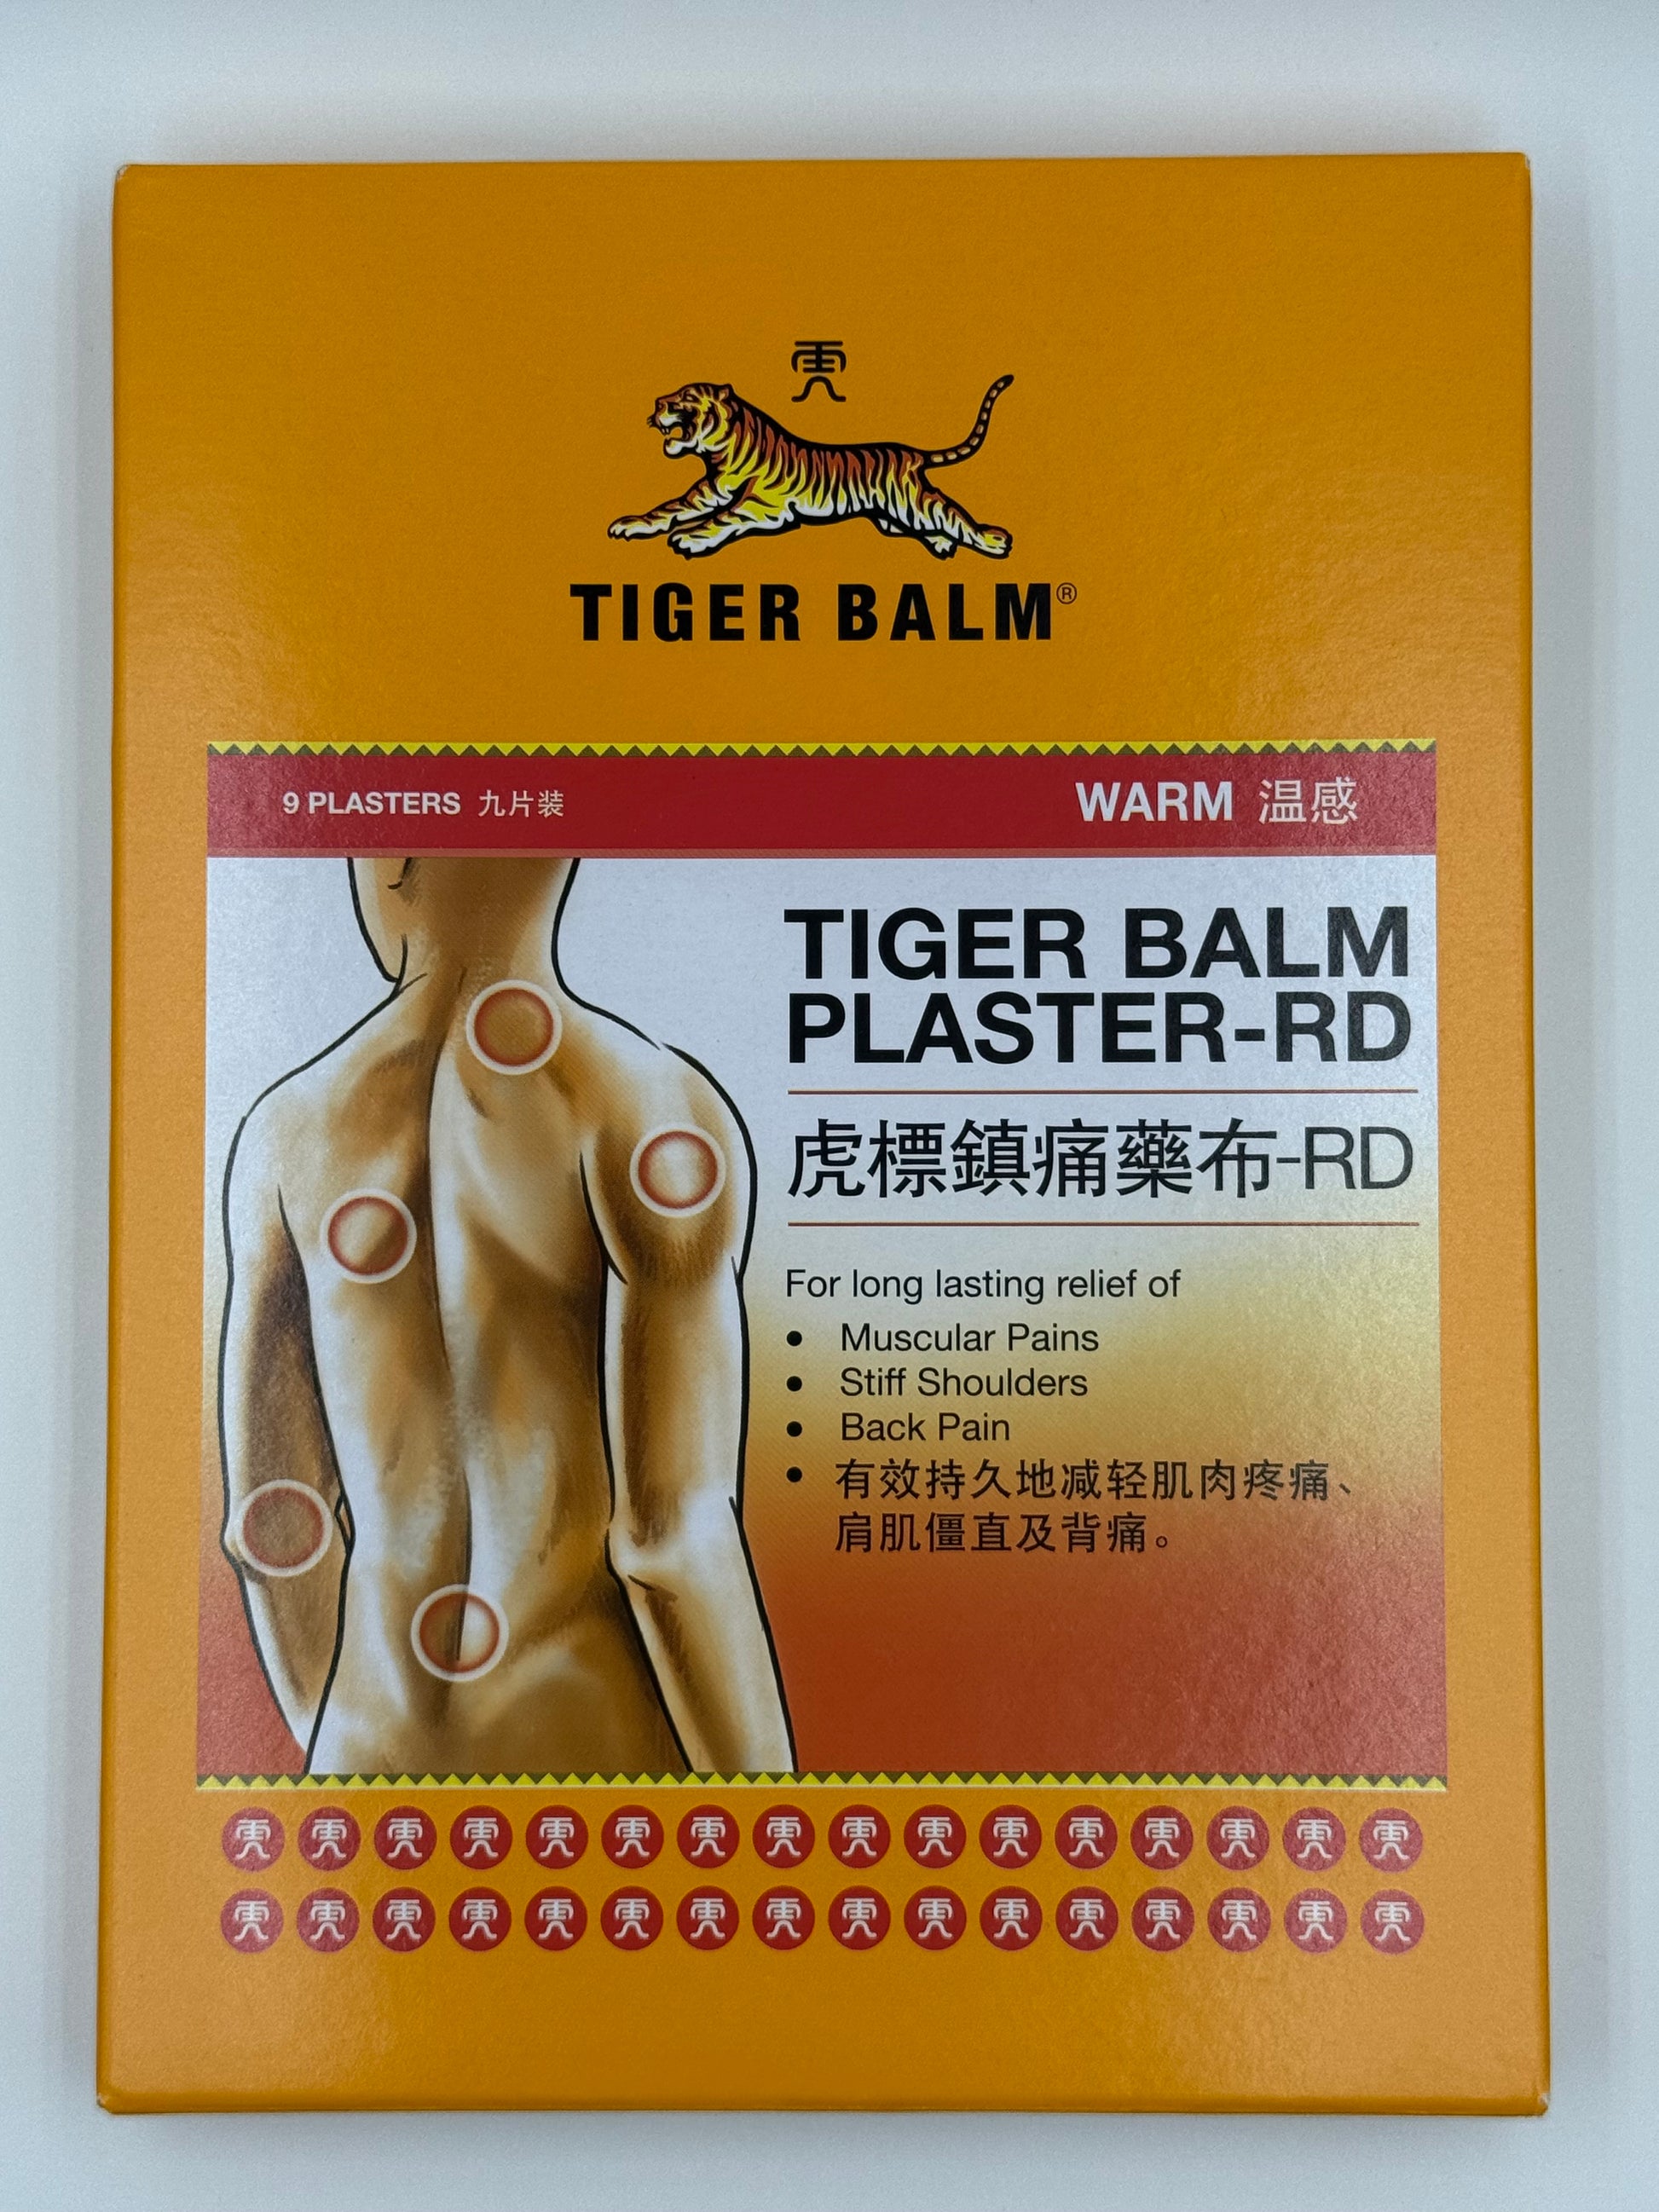 TIGER BALM®
9 PLASTERS 九片装
WARM 温感
TIGER BALM
PLASTER-RD
虎標鎮痛藥布-RD
For long lasting relief of
• Muscular Pains
• Stiff Shoulders
• Back Pain
• 有效持久地减轻肌肉疼痛、
肩肌僵直及背痛。